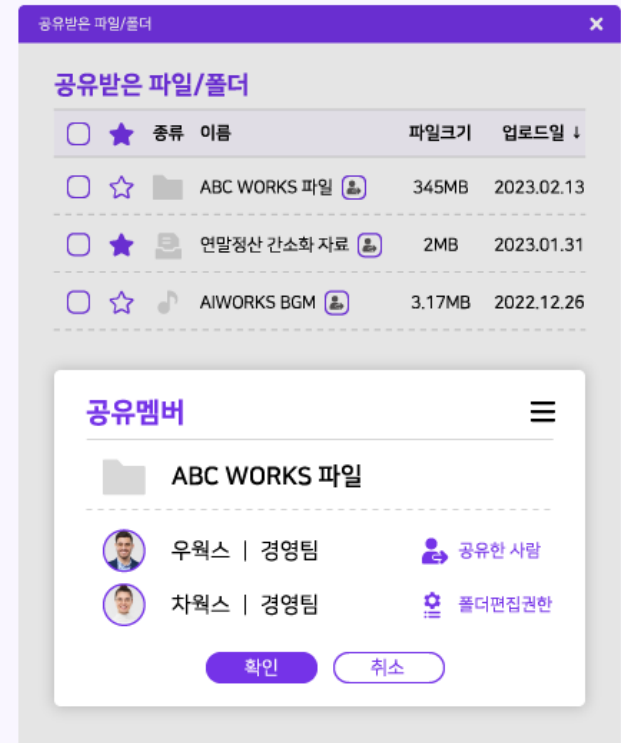 공유받은 파일/폴더
공유받은 파일/폴더
종류 이름 파일크기 업로드일 ↓
ABC WORKS 파일 345MB 2023.02.13
연말정산 간소화 자료 2MB 2023.01.31
AIWORKS BGM 3.17MB 2022.12.26
공유멤버
ABC WORKS 파일
우웍스 | 경영팀 공유한 사람
차웍스 | 경영팀 폴더편집권한
확인 취소